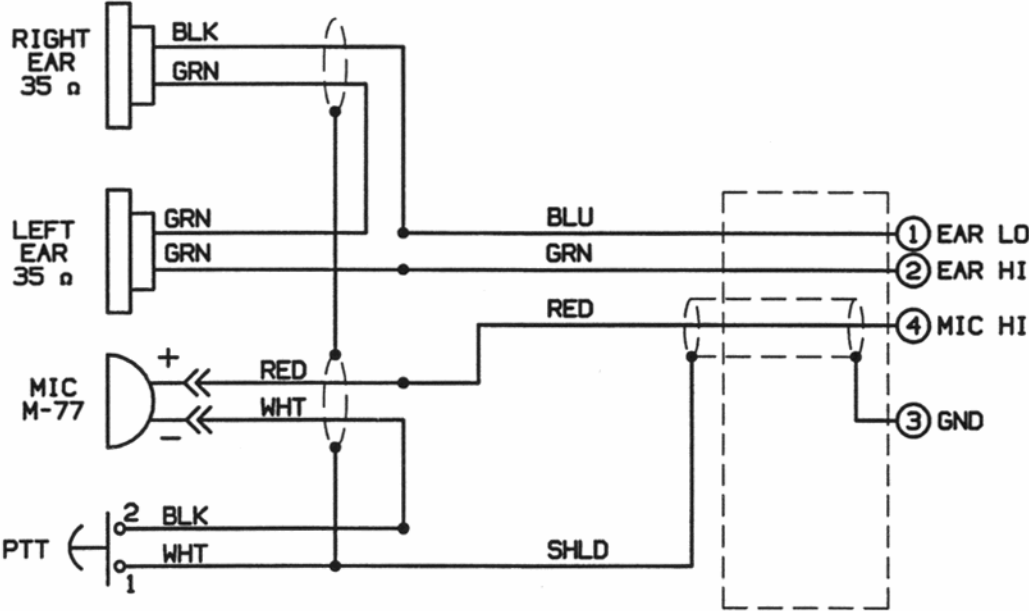 RIGHT
EAR
35 Ω
BLK
GRN
LEFT
EAR
35 Ω
GRN
GRN
BLU
GRN
1 EAR LO
2 EAR HI
RED
4 MIC HI
MIC
M-77
+
−
RED
WHT
3 GND
PTT
2
BLK
1
WHT
SHLD